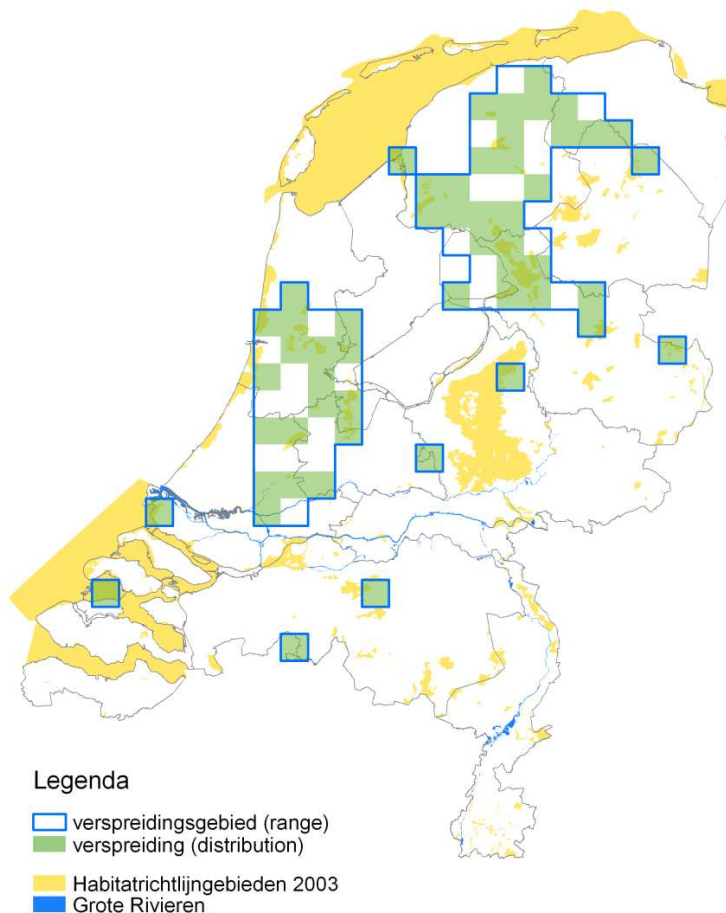 Legenda
verspreidingsgebied (range)
verspreiding (distribution)
Habitatrichtlijngebieden 2003
Grote Rivieren